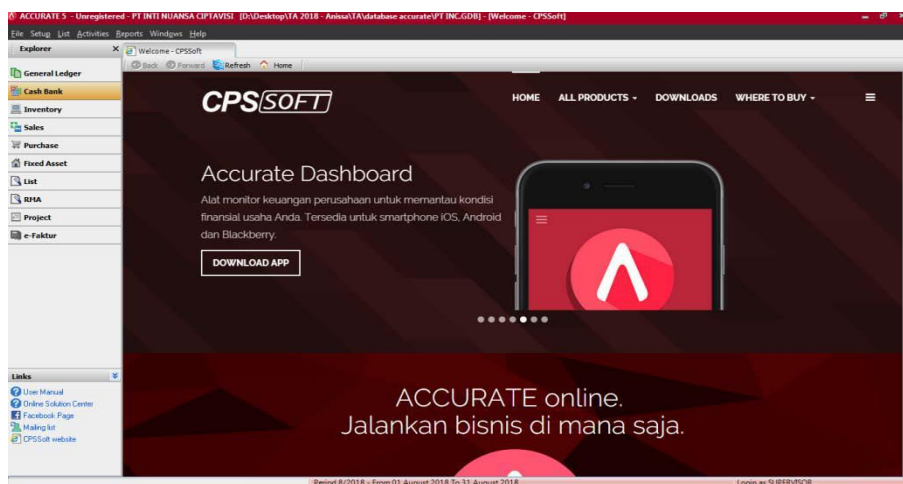 ACCURATE 5 - Unregistered - PT INTI NUANSA CIPTAVISI [D:\Desktop\TA 2018 - Anissa\TA\database accurate\PT INC.GDB] - [Welcome - CPSSoft]
File Setup List Activities Reports Windows Help
Explorer
Welcome - CPSSoft
Back Forward Refresh Home
General Ledger
Cash Bank
Inventory
Sales
Purchase
Fixed Asset
List
RMA
Project
e-Faktur
CPSSOFT
HOME ALL PRODUCTS DOWNLOADS WHERE TO BUY
Accurate Dashboard
Alat monitor keuangan perusahaan untuk memantau kondisi
finansial usaha Anda. Tersedia untuk smartphone iOS, Android
dan Blackberry.
DOWNLOAD APP
Links
User Manual
Online Solution Center
Facebook Page
Mailing list
CPSSoft website
ACCURATE online.
Jalankan bisnis di mana saja.
Period 8/2018 - From 01 August 2018 To 31 August 2018
Login as SUPERVISOR